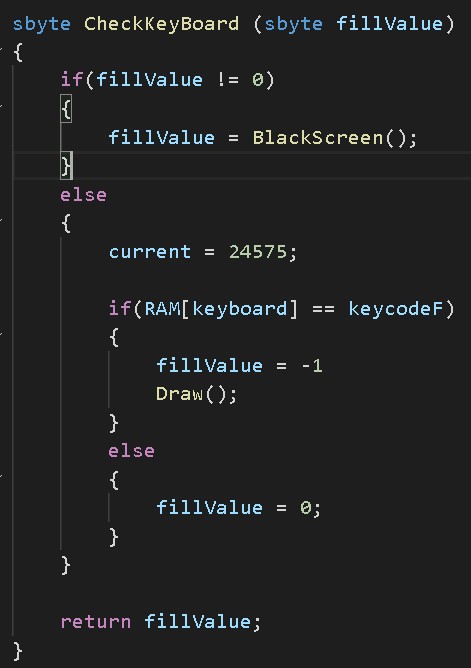 sbyte CheckKeyBoard (sbyte fillValue)
{
if(fillValue != 0)
{
fillValue = BlackScreen();
}
else
{
current = 24575;
if(RAM[keyboard] == keycodeF)
{
fillValue = -1
Draw();
}
else
{
fillValue = 0;
}
}
return fillValue;
}